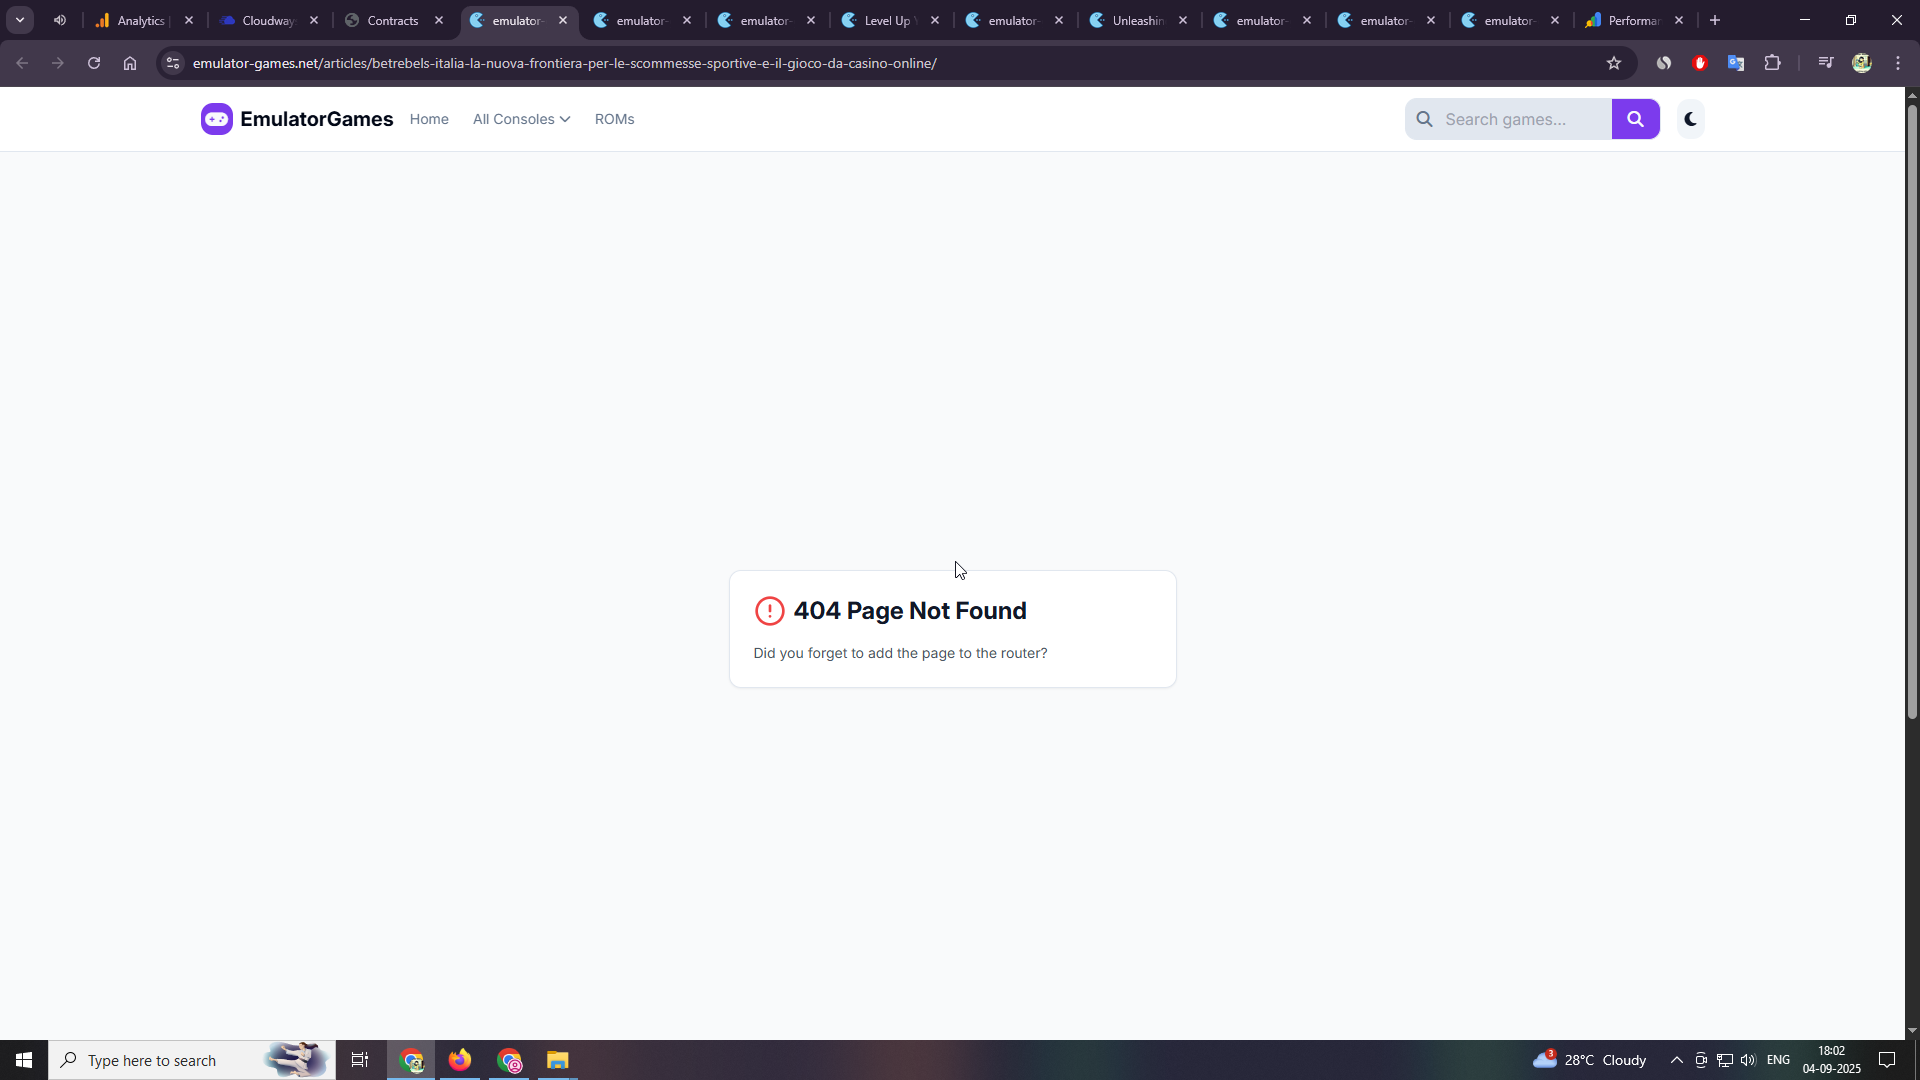 Analytics
Cloudway
Contracts
emulator-
emulator-
emulator-
Level Up
emulator-
Unleashin
emulator-
emulator-
emulator-
Performan
emulator-games.net/articles/betrebels-italia-la-nuova-frontiera-per-le-scommesse-sportive-e-il-gioco-da-casino-online/
EmulatorGames
Home
All Consoles
ROMs
Search games...
404 Page Not Found
Did you forget to add the page to the router?
Type here to search
3
28°C Cloudy
ENG
18:02
04-09-2025